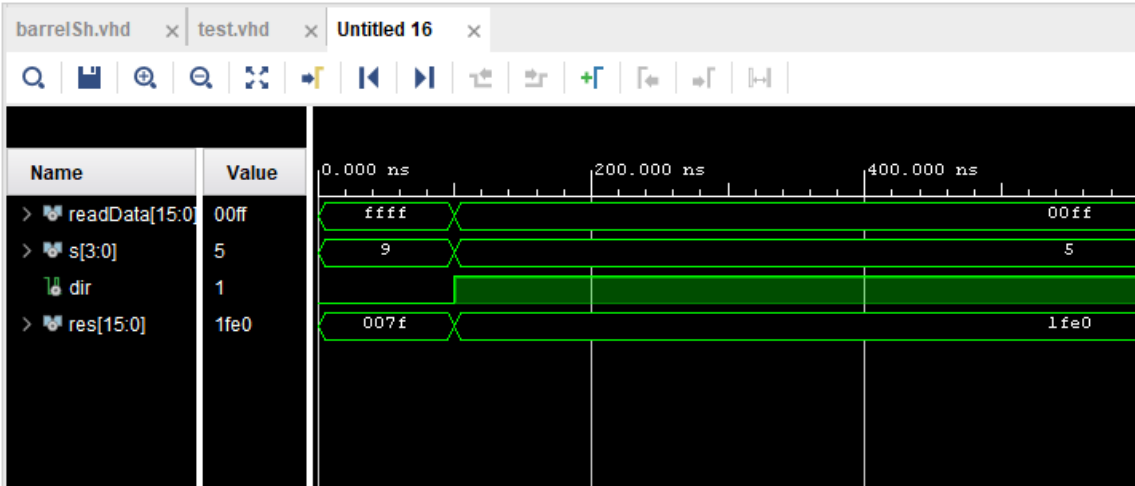 barrelSh.vhd × test.vhd × Untitled 16 ×
Name Value 0.000 ns 200.000 ns 400.000 ns
> readData[15:0] 00ff ffff 00ff
> s[3:0] 5 9 5
dir 1
> res[15:0] 1fe0 007f 1fe0